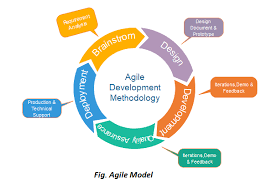 Requirement
Analysis
Brainstrom
Design
Document &
Prototype
Design
Agile
Development
Methodology
Deployment
Development
Production &
Technical
Support
Iterations,Demo
& Feedback
Quality Assurance
Iterations,Demo
& Feedback
Fig. Agile Model